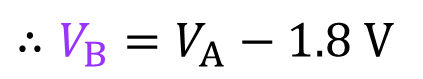 ∴ V_B = V_A − 1.8 V